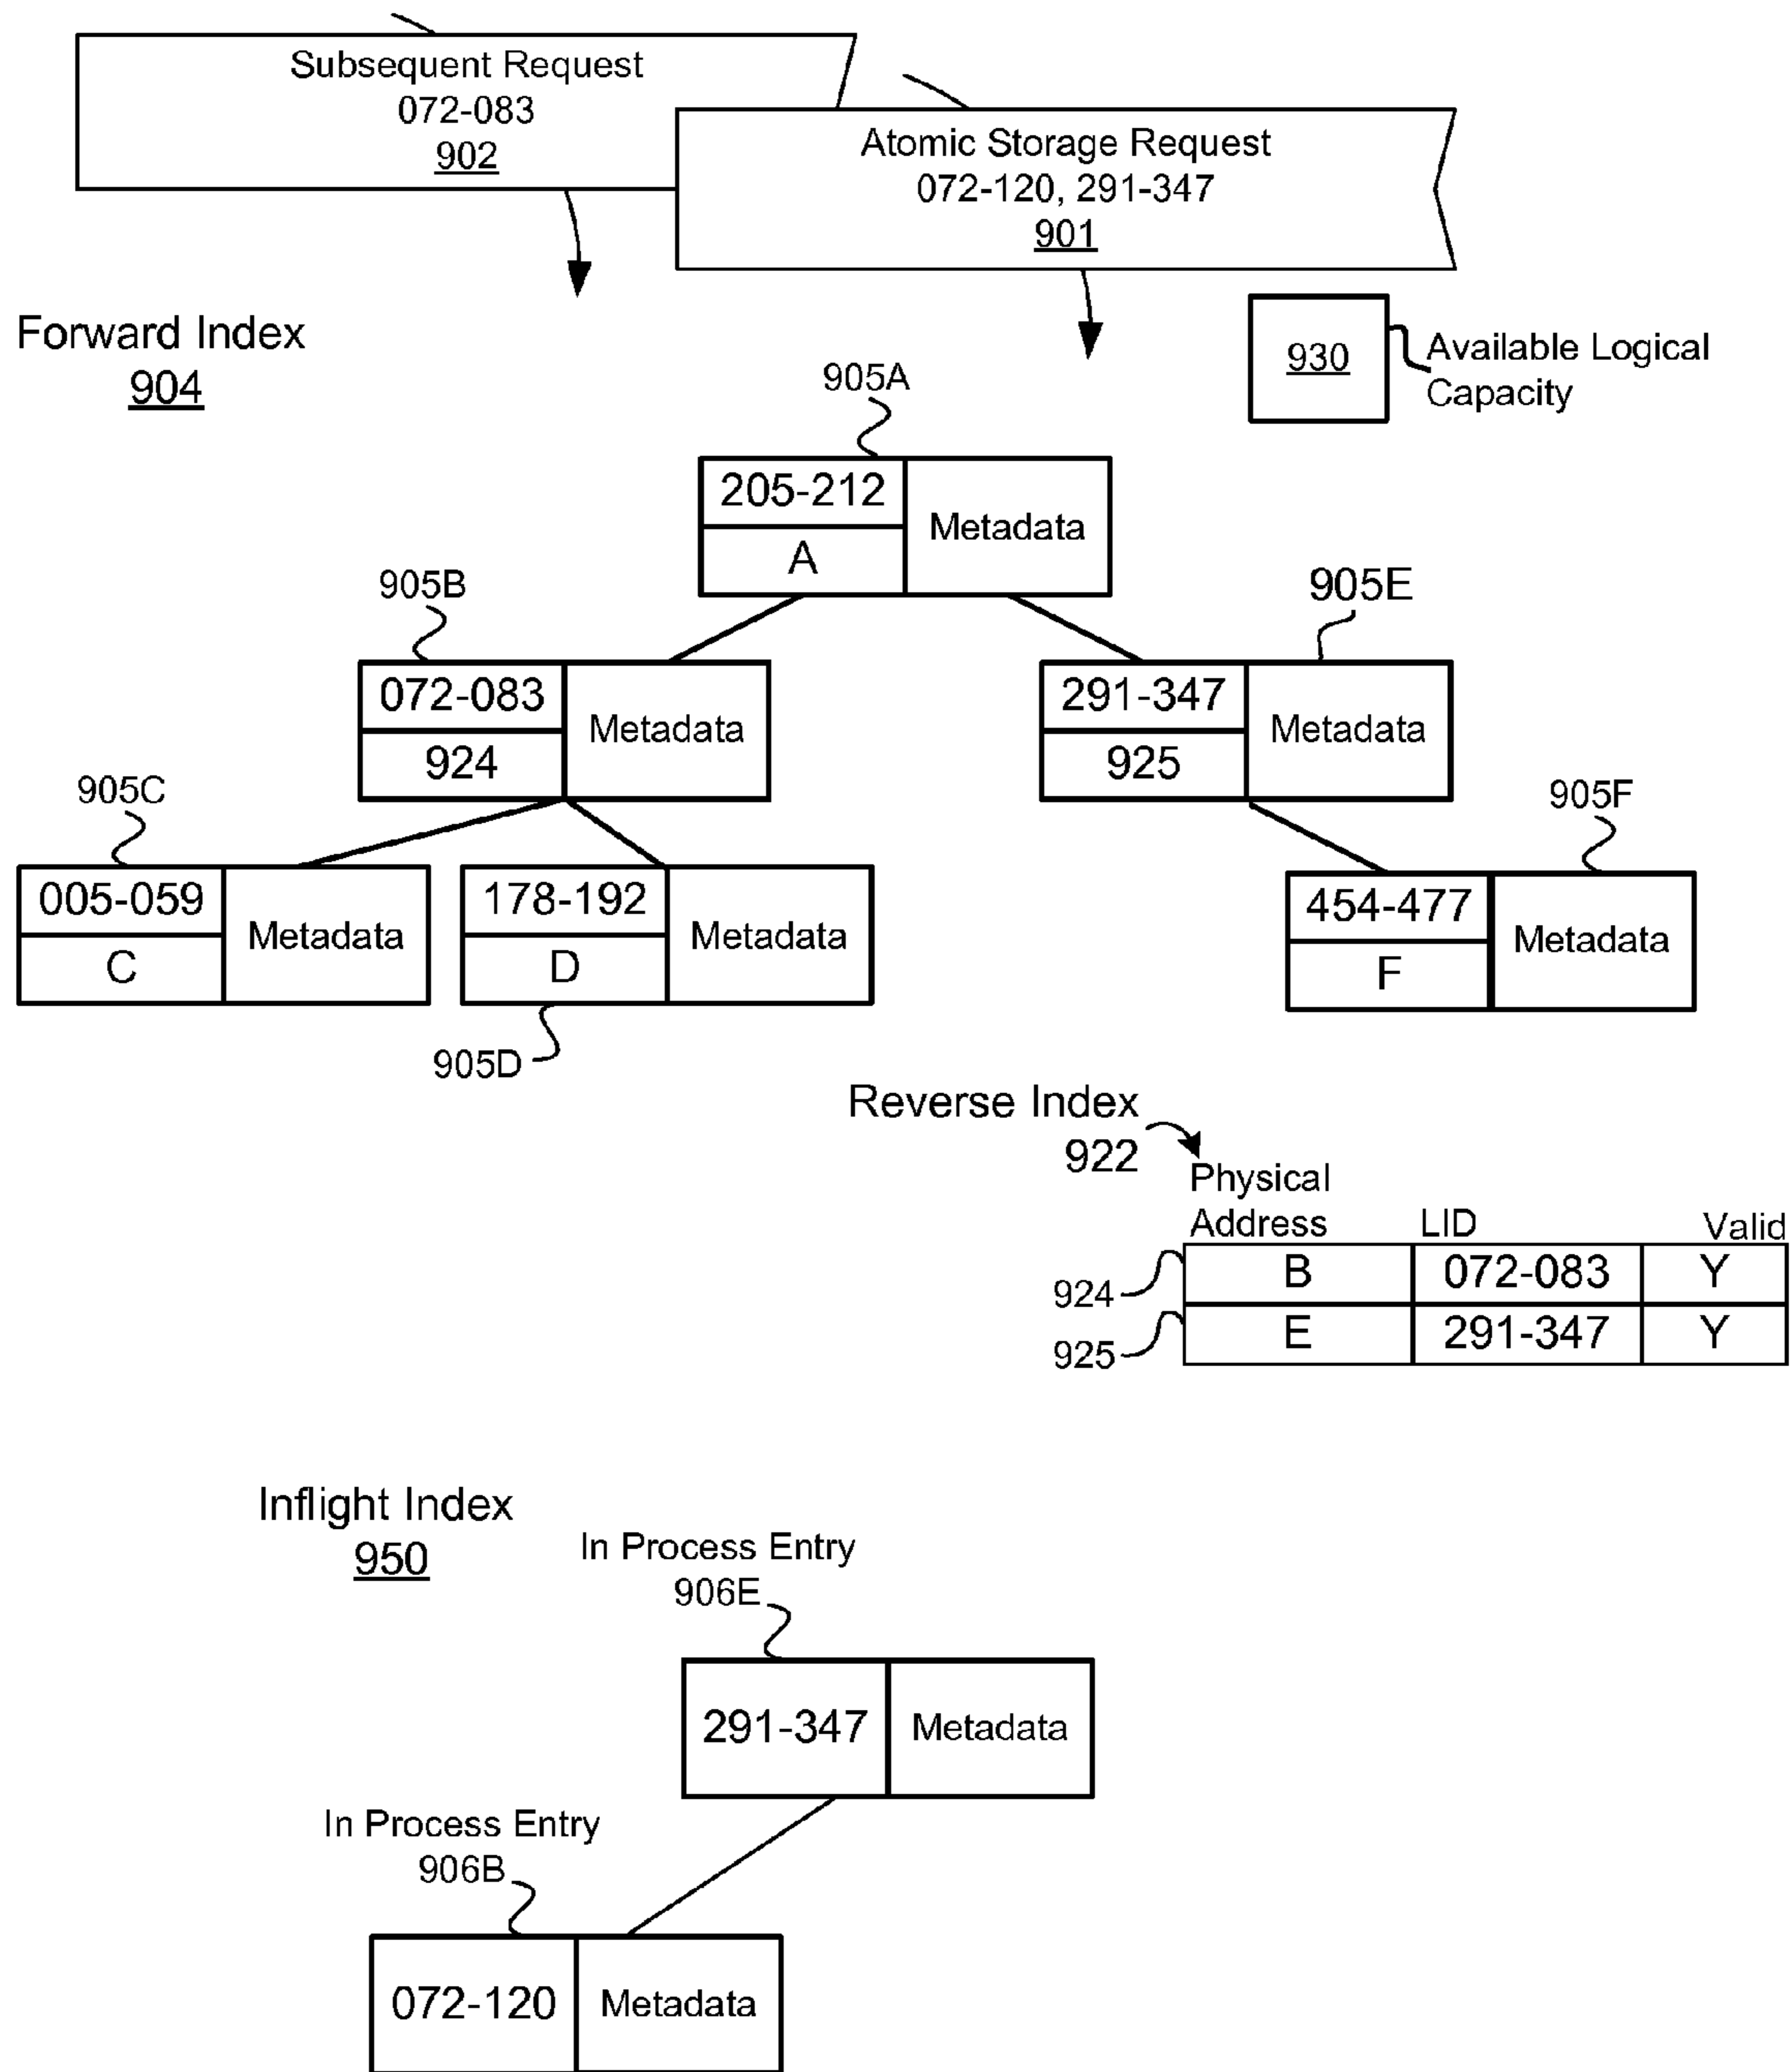 Subsequent Request
072-083
902
Atomic Storage Request
072-120, 291-347
901
Forward Index
904
930
Available Logical
Capacity
905A
205-212
Metadata
A
905B
072-083
Metadata
924
905E
291-347
Metadata
925
905C
005-059
Metadata
C
178-192
Metadata
D
905D
905F
454-477
Metadata
F
Reverse Index
922
Physical
Address LID Valid
924 B 072-083 Y
925 E 291-347 Y
Inflight Index
950
In Process Entry
906E
291-347 Metadata
In Process Entry
906B
072-120 Metadata